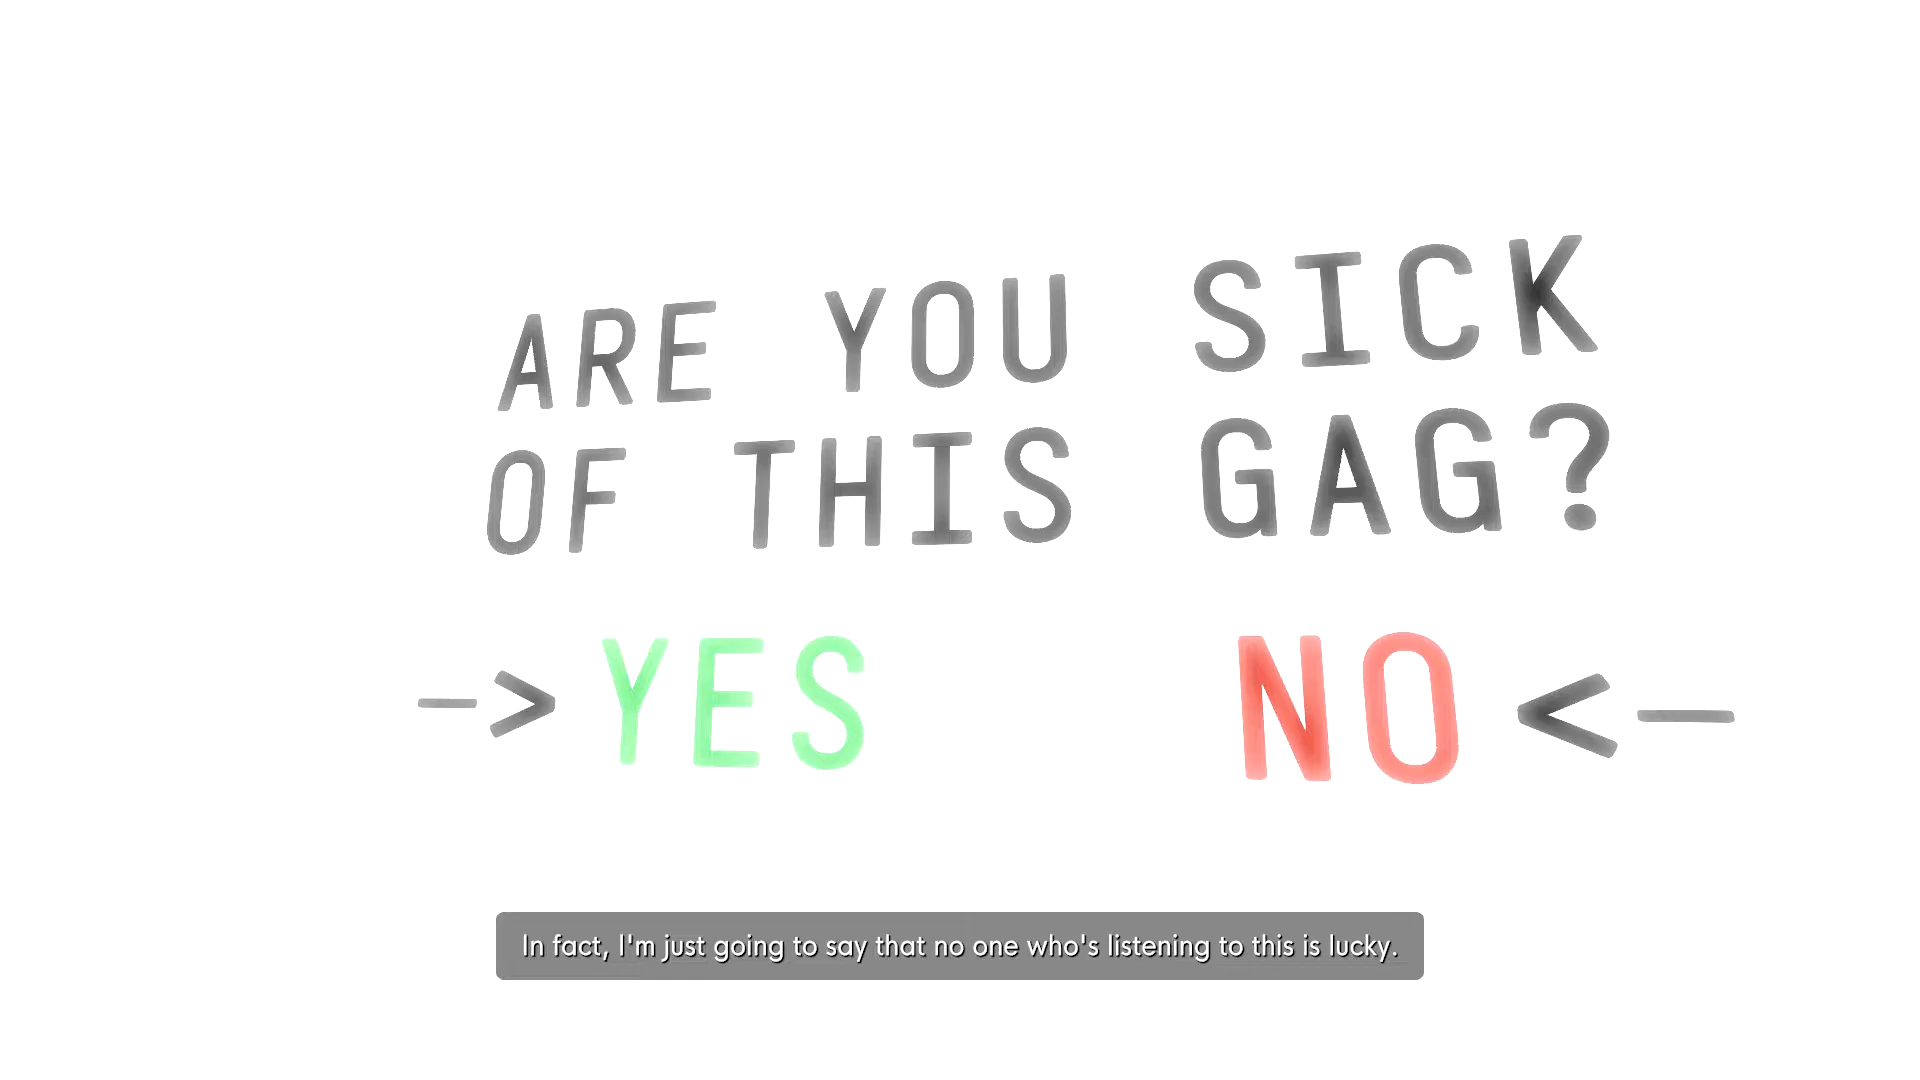 ARE YOU SICK
OF THIS GAG?
-> YES NO <-
In fact, I'm just going to say that no one who's listening to this is lucky.